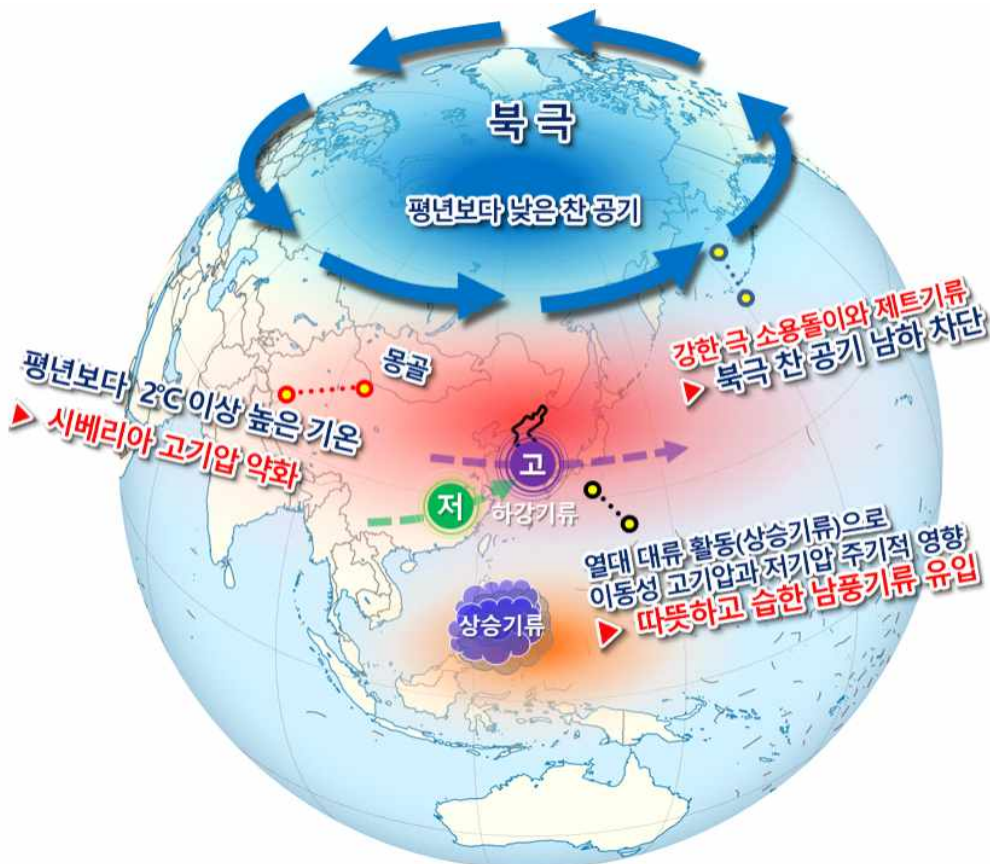 북극
평년보다 낮은 찬 공기
강한 극 소용돌이와 제트기류
▶ 북극 찬 공기 남하 차단
몽골
평년보다 2℃ 이상 높은 기온
▶ 시베리아 고기압 약화
고
저
하강기류
열대 대류 활동(상승기류)으로
이동성 고기압과 저기압 주기적 영향
▶ 따뜻하고 습한 남풍기류 유입
상승기류